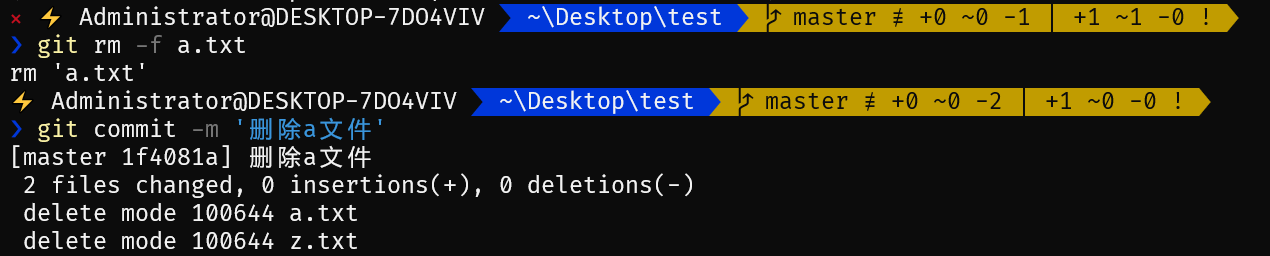 × ⚡ Administrator@DESKTOP-7DO4VIV ~\Desktop\test master ≢ +0 ~0 -1 | +1 ~1 -0 !
❯ git rm -f a.txt
rm 'a.txt'
⚡ Administrator@DESKTOP-7DO4VIV ~\Desktop\test master ≢ +0 ~0 -2 | +1 ~0 -0 !
❯ git commit -m '删除a文件'
[master 1f4081a] 删除a文件
2 files changed, 0 insertions(+), 0 deletions(-)
delete mode 100644 a.txt
delete mode 100644 z.txt